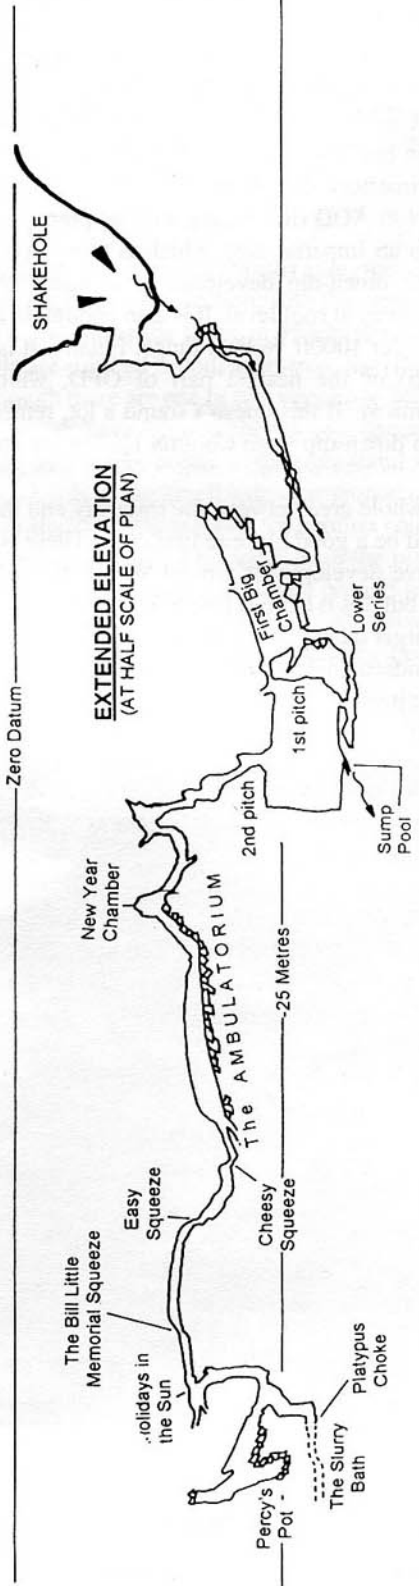 Zero Datum
SHAKEHOLE
EXTENDED ELEVATION
(AT HALF SCALE OF PLAN)
New Year
Chamber
The Bill Little
Memorial Squeeze
Easy
Squeeze
Holidays in
the Sun
First Big
Chamber
2nd pitch
1st pitch
The AMBULATORIUM
Cheesy
Squeeze
-25 Metres
Percy's
Pot
The Slurry
Bath
Platypus
Choke
Sump
Pool
Lower
Series